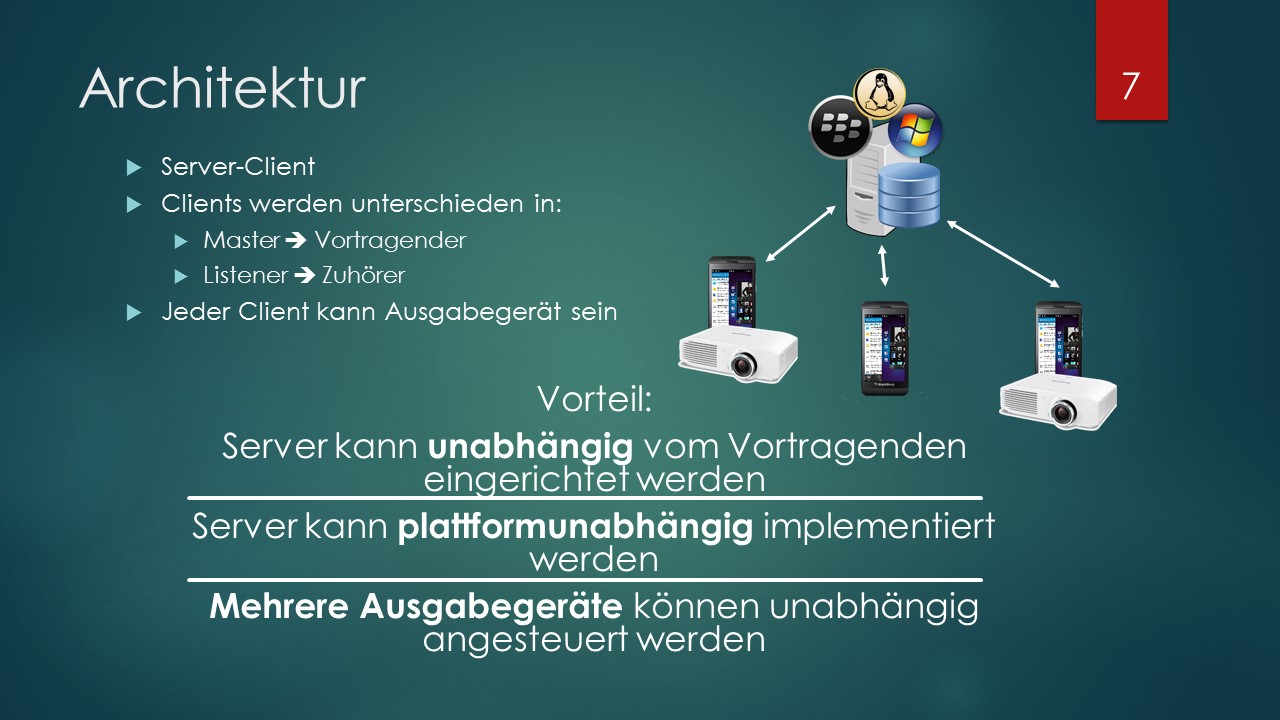 Architektur
7
Server-Client
Clients werden unterschieden in:
Master ➔ Vortragender
Listener ➔ Zuhörer
Jeder Client kann Ausgabegerät sein
Vorteil:
Server kann unabhängig vom Vortragenden
eingerichtet werden
Server kann plattformunabhängig implementiert
werden
Mehrere Ausgabegeräte können unabhängig
angesteuert werden